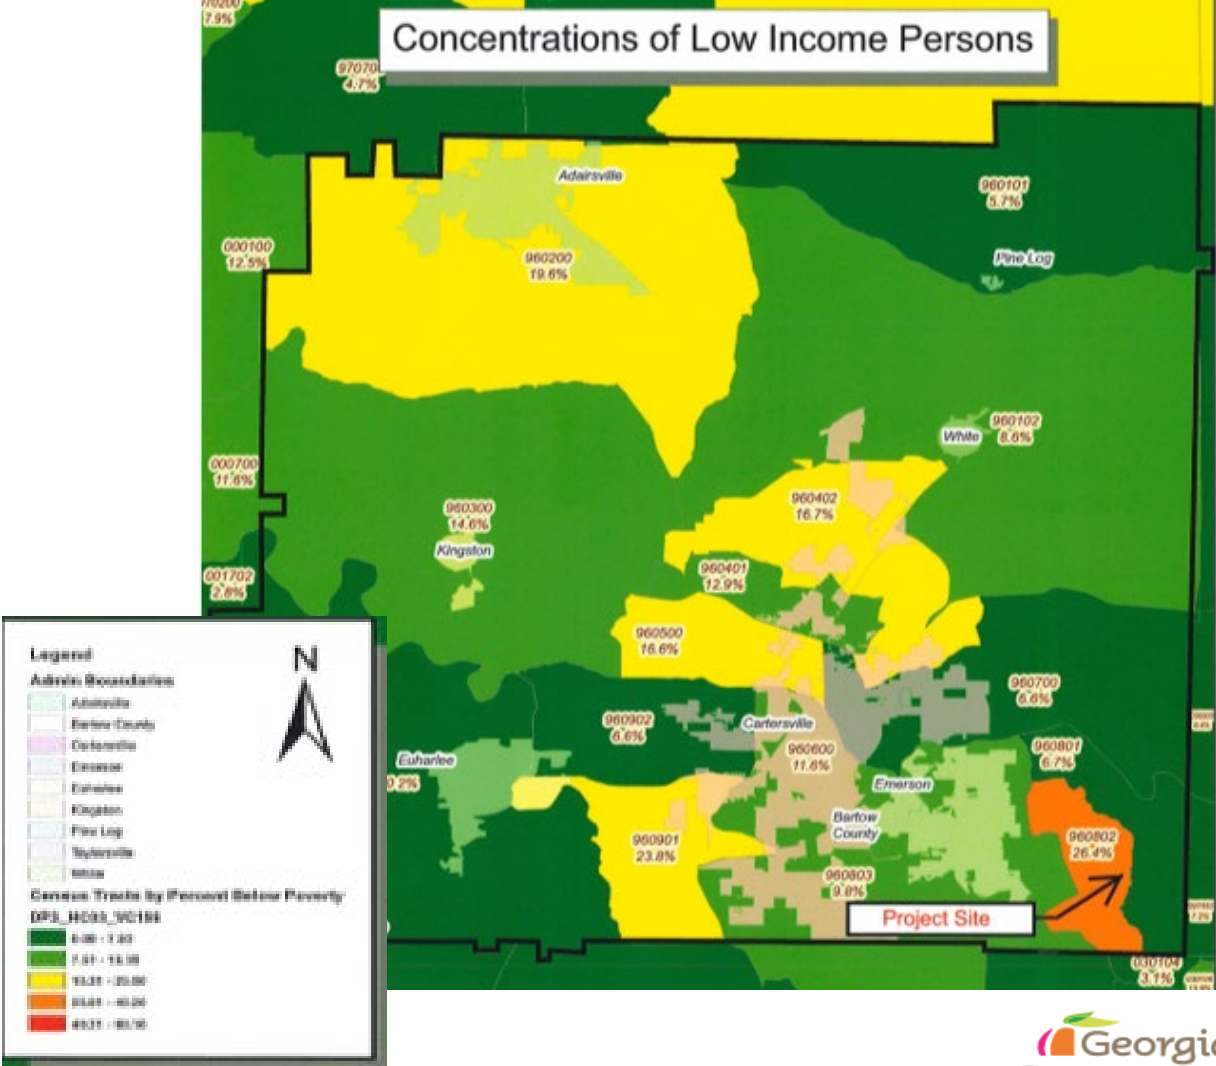 7.9%
Concentrations of Low Income Persons
4.7%
Adairsville
960101
5.7%
000100
12.5%
960200
19.6%
Pine Log
White
960102
8.6%
000700
11.6%
960402
16.7%
960300
14.6%
Kingston
960401
12.9%
001702
2.8%
960500
16.6%
Legend
N
Admin Boundaries
Adairsville
Bartow County
Cartersville
Emerson
Euharlee
Kingston
Pine Log
Taylorsville
White
Census Tracts by Percent Below Poverty
960700
6.6%
960902
6.6%
Cartersville
960600
11.6%
960801
6.7%
Euharlee
Emerson
Bartow
County
960901
23.8%
960802
26.4%
960803
9.8%
Project Site
030104
3.1%